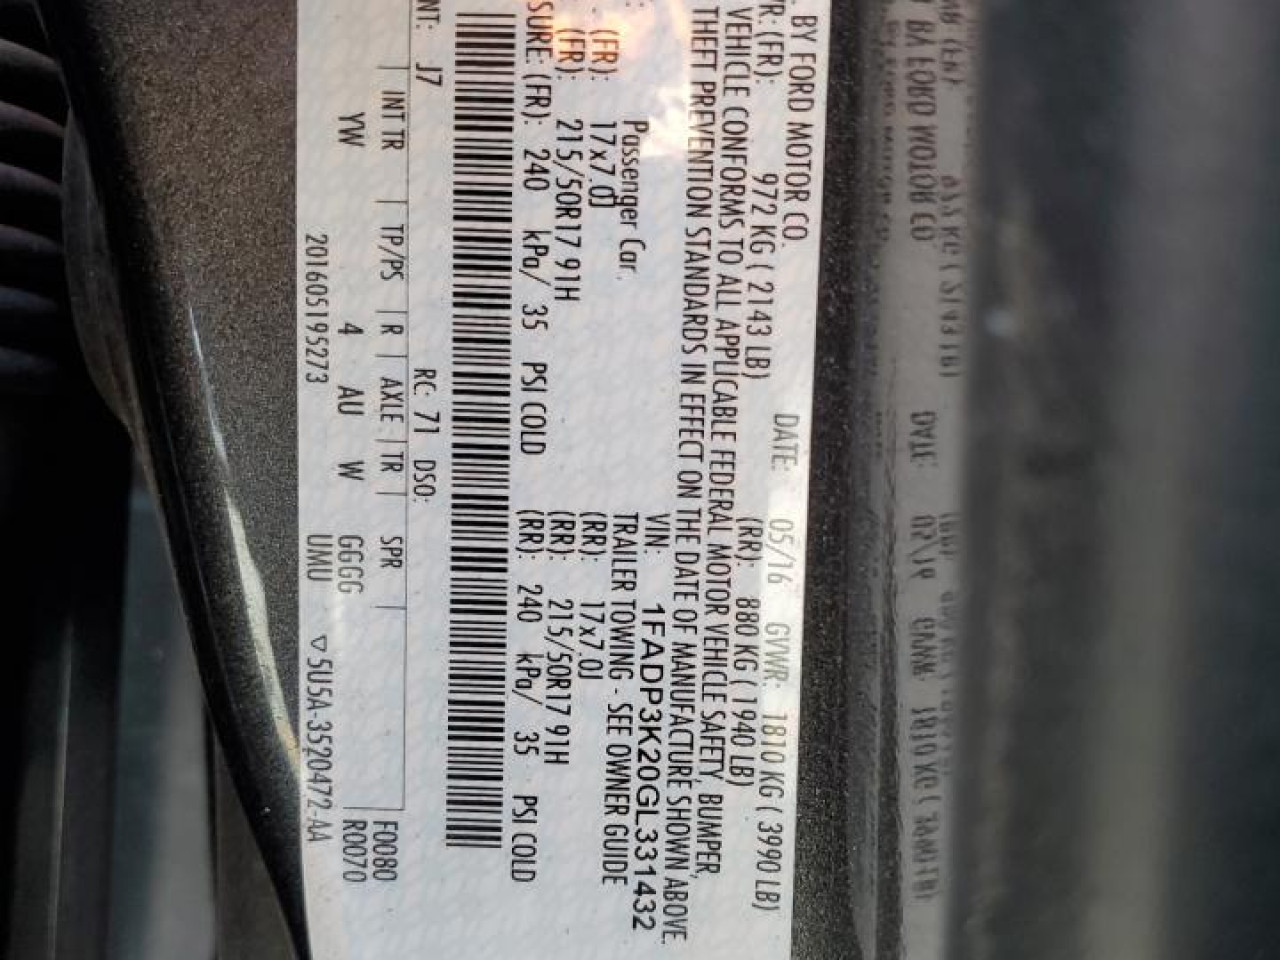 BY FORD MOTOR CO.
DATE: 05/16 GVWR: 1810 KG ( 3990 LB)
(FR): 972 KG ( 2143 LB) (RR): 880 KG ( 1940 LB)
VEHICLE CONFORMS TO ALL APPLICABLE FEDERAL MOTOR VEHICLE SAFETY, BUMPER,
THEFT PREVENTION STANDARDS IN EFFECT ON THE DATE OF MANUFACTURE SHOWN ABOVE.
VIN: 1FADP3K20GL331432
Passenger Car. TRAILER TOWING - SEE OWNER GUIDE
(FR): 17x7.0J (RR): 17x7.0J
(FR): 215/50R17 91H (RR): 215/50R17 91H
SURE: (FR): 240 kPa/ 35 PSI COLD (RR): 240 kPa/ 35 PSI COLD
NT: J7 RC: 71 DSO:
INT TR | TP/PS | R | AXLE | TR | SPR | F0080
YW 4 AU W GGGG R0070
201605195273 UMU ▽5U5A-3520472-AA